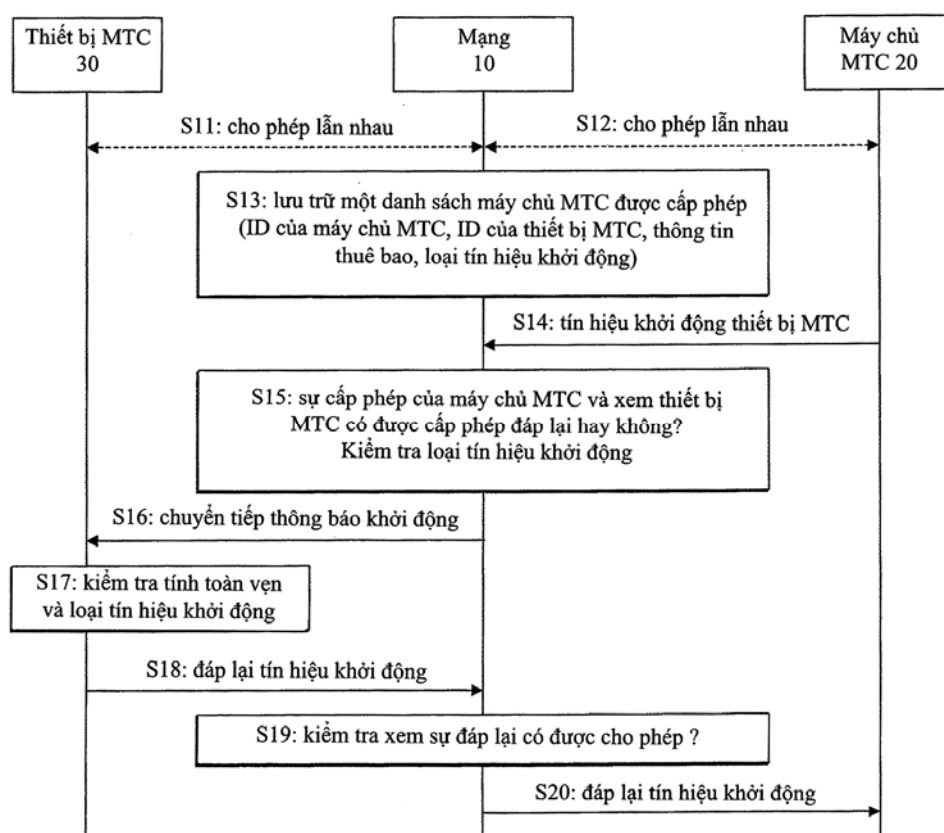 Thiết bị MTC
30
Mạng
10
Máy chủ
MTC 20
S11: cho phép lẫn nhau
S12: cho phép lẫn nhau
S13: lưu trữ một danh sách máy chủ MTC được cấp phép
(ID của máy chủ MTC, ID của thiết bị MTC, thông tin
thuê bao, loại tín hiệu khởi động)
S14: tín hiệu khởi động thiết bị MTC
S15: sự cấp phép của máy chủ MTC và xem thiết bị
MTC có được cấp phép đáp lại hay không?
Kiểm tra loại tín hiệu khởi động
S16: chuyển tiếp thông báo khởi động
S17: kiểm tra tính toàn vẹn
và loại tín hiệu khởi động
S18: đáp lại tín hiệu khởi động
S19: kiểm tra xem sự đáp lại có được cho phép ?
S20: đáp lại tín hiệu khởi động